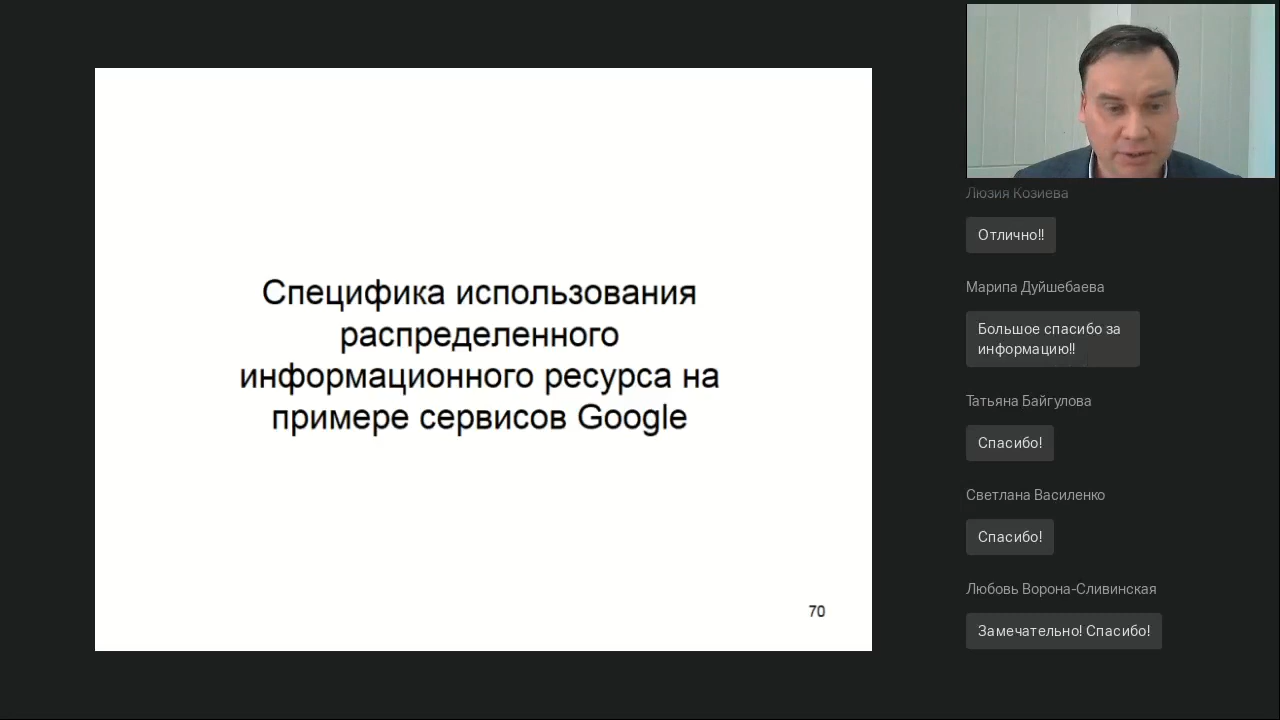 Специфика использования
распределенного
информационного ресурса на
примере сервисов Google
70
Люзия Козиева
Отлично!!
Марипа Дуйшебаева
Большое спасибо за
информацию!!
Татьяна Байгулова
Спасибо!
Светлана Василенко
Спасибо!
Любовь Ворона-Сливинская
Замечательно! Спасибо!